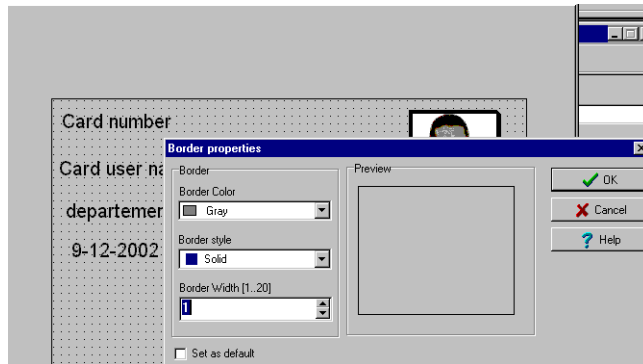 Card number
Card user na
departemen
9-12-2002
Border properties
Border
Border Color
Gray
Border style
Solid
Border Width [1..20]
1
Set as default
Preview
OK
Cancel
Help